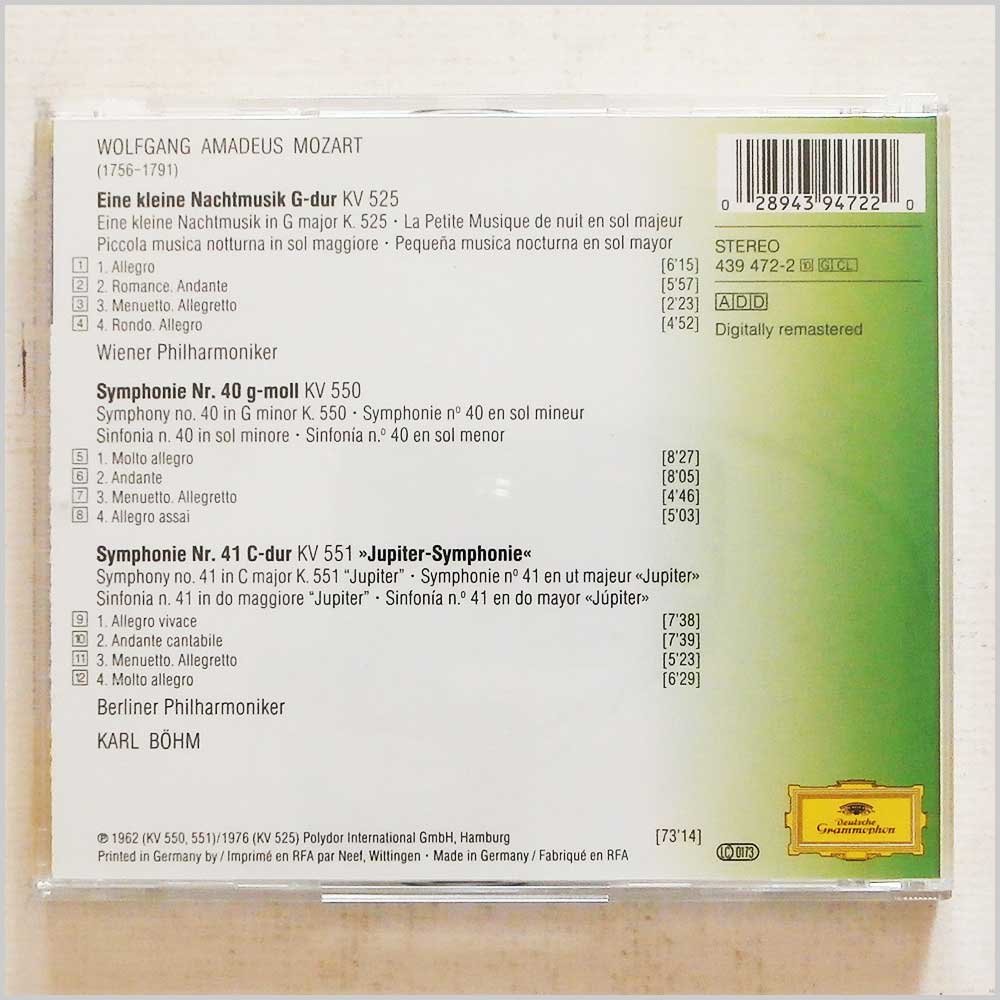 WOLFGANG AMADEUS MOZART
(1756–1791)
Eine kleine Nachtmusik G-dur KV 525
Eine kleine Nachtmusik in G major K. 525 · La Petite Musique de nuit en sol majeur
Piccola musica notturna in sol maggiore · Pequeña musica nocturna en sol mayor
1 1. Allegro [6'15]
2 2. Romance. Andante [5'57]
3 3. Menuetto. Allegretto [2'23]
4 4. Rondo. Allegro [4'52]
Wiener Philharmoniker
Symphonie Nr. 40 g-moll KV 550
Symphony no. 40 in G minor K. 550 · Symphonie nº 40 en sol mineur
Sinfonia n. 40 in sol minore · Sinfonía n.º 40 en sol menor
5 1. Molto allegro [8'27]
6 2. Andante [8'05]
7 3. Menuetto. Allegretto [4'46]
8 4. Allegro assai [5'03]
Symphonie Nr. 41 C-dur KV 551 »Jupiter-Symphonie«
Symphony no. 41 in C major K. 551 “Jupiter” · Symphonie nº 41 en ut majeur «Jupiter»
Sinfonia n. 41 in do maggiore “Jupiter” · Sinfonía n.º 41 en do mayor «Júpiter»
9 1. Allegro vivace [7'38]
10 2. Andante cantabile [7'39]
11 3. Menuetto. Allegretto [5'23]
12 4. Molto allegro [6'29]
Berliner Philharmoniker
KARL BÖHM
℗ 1962 (KV 550, 551)/1976 (KV 525) Polydor International GmbH, Hamburg [73'14]
Printed in Germany by / Imprimé en RFA par Neef, Wittingen · Made in Germany / Fabriqué en RFA
0 28943 94722 0
STEREO
439 472-2 10 G CL
ADD
Digitally remastered
LC 0173
Deutsche
Grammophon